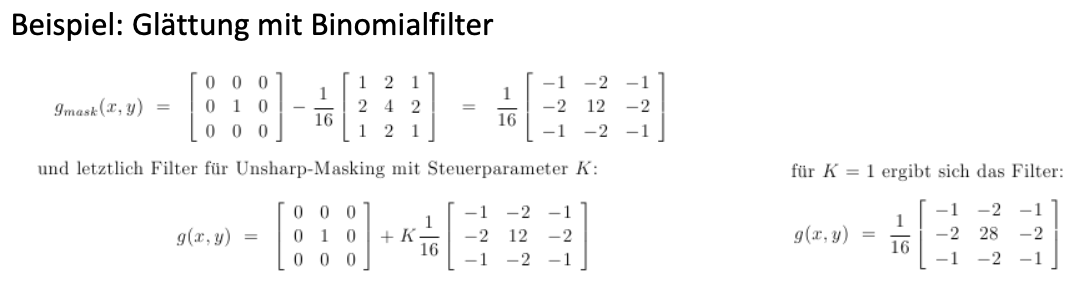 Beispiel: Glättung mit Binomialfilter
g_mask(x, y) = [ 0 0 0 ; 0 1 0 ; 0 0 0 ] − 1/16 [ 1 2 1 ; 2 4 2 ; 1 2 1 ] = 1/16 [ −1 −2 −1 ; −2 12 −2 ; −1 −2 −1 ]
und letztlich Filter für Unsharp-Masking mit Steuerparameter K:
g(x, y) = [ 0 0 0 ; 0 1 0 ; 0 0 0 ] + K 1/16 [ −1 −2 −1 ; −2 12 −2 ; −1 −2 −1 ]
für K = 1 ergibt sich das Filter:
g(x, y) = 1/16 [ −1 −2 −1 ; −2 28 −2 ; −1 −2 −1 ]